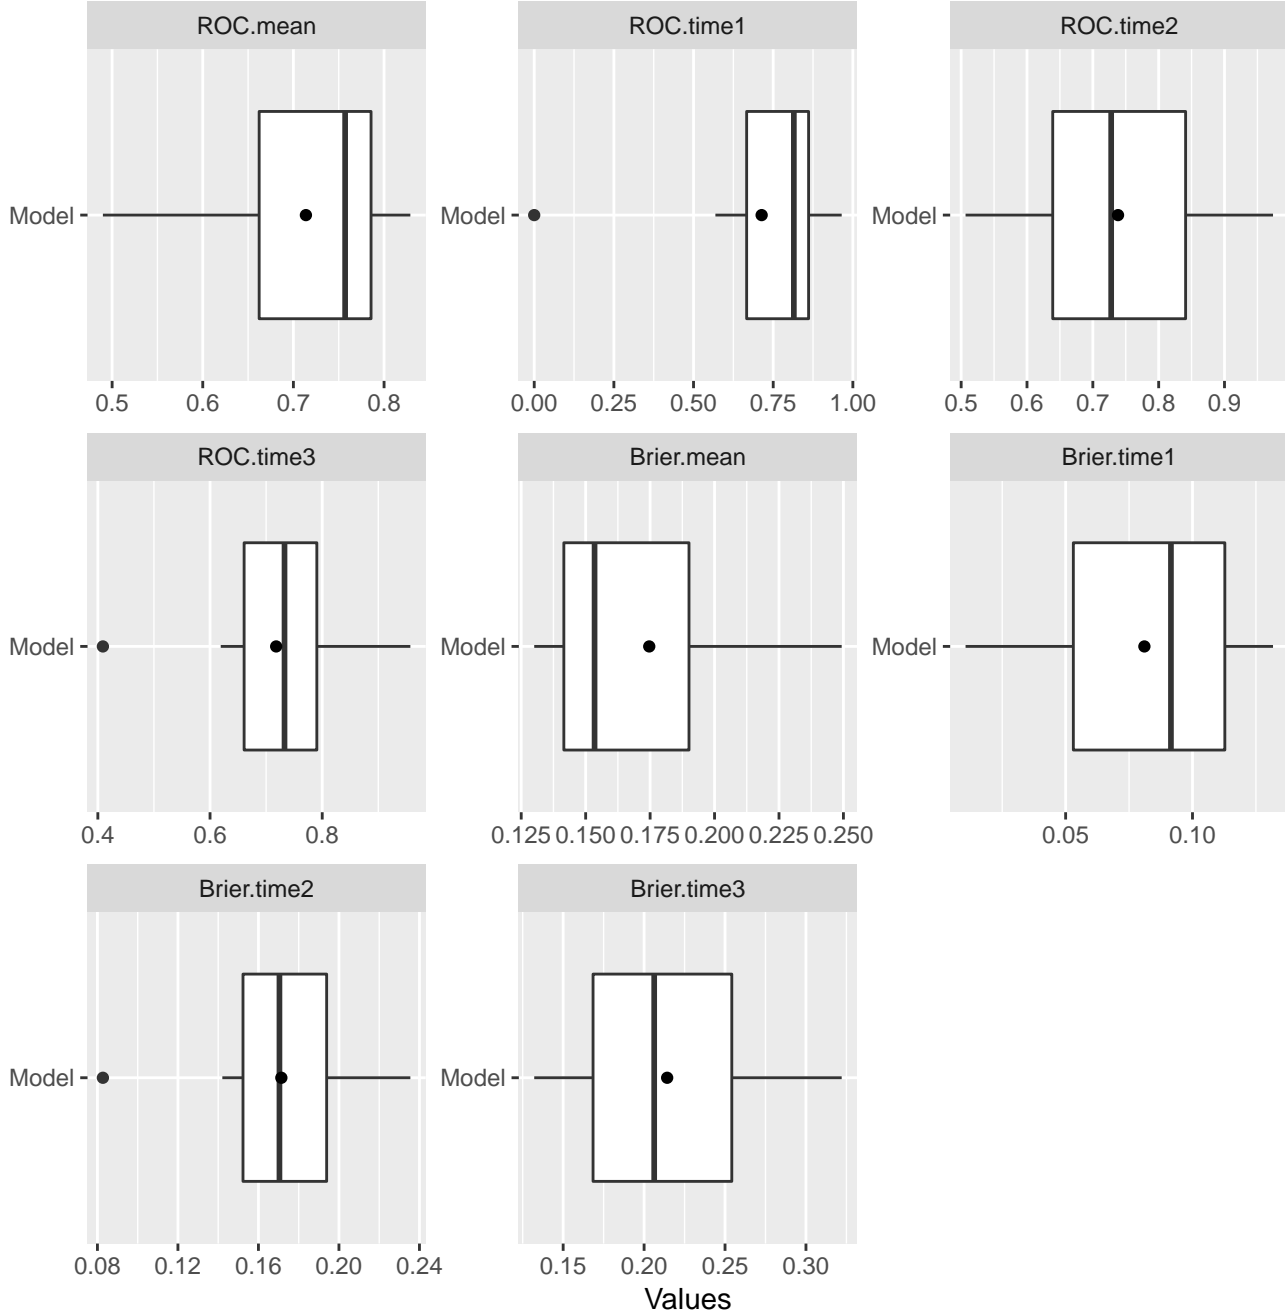 ROC.mean ROC.time1 ROC.time2
Model Model Model
0.5 0.6 0.7 0.8 0.00 0.25 0.50 0.75 1.00 0.5 0.6 0.7 0.8 0.9
ROC.time3 Brier.mean Brier.time1
Model Model Model
0.4 0.6 0.8 0.125 0.150 0.175 0.200 0.225 0.250 0.05 0.10
Brier.time2 Brier.time3
Model Model
0.08 0.12 0.16 0.20 0.24 0.15 0.20 0.25 0.30
Values